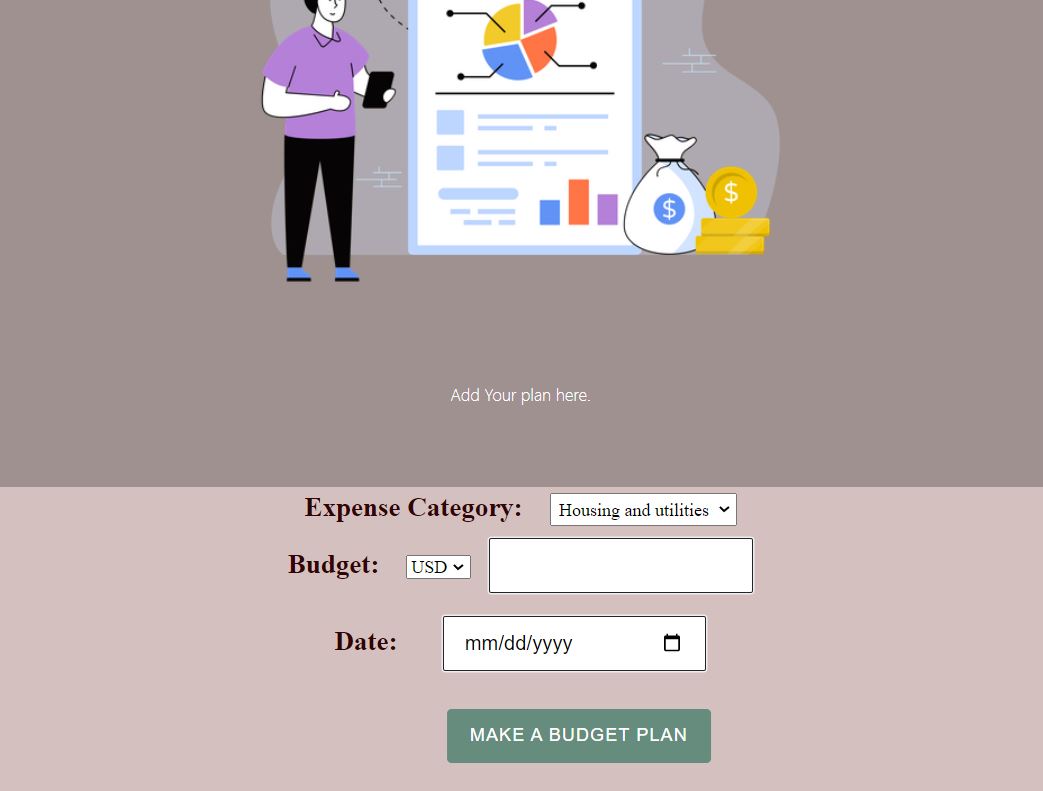 $
$
Add Your plan here.
Expense Category: Housing and utilities
Budget: USD
Date: mm/dd/yyyy
MAKE A BUDGET PLAN